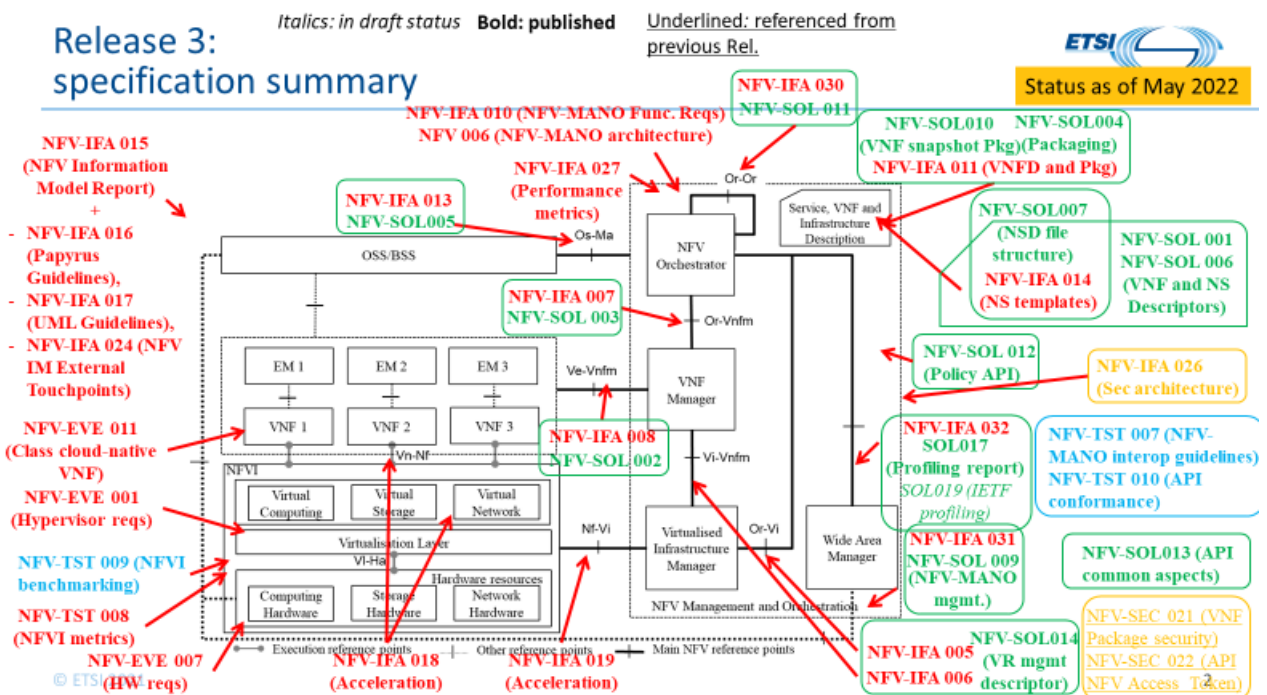 Italics: in draft status Bold: published Underlined: referenced from
previous Rel.
Release 3:
specification summary
ETSI
Status as of May 2022
NFV-IFA 015
(NFV Information
Model Report)
+
- NFV-IFA 016
(Papyrus
Guidelines),
- NFV-IFA 017
(UML Guidelines),
- NFV-IFA 024 (NFV
IM External
Touchpoints)
NFV-EVE 011
(Class cloud-native
VNF)
NFV-EVE 001
(Hypervisor reqs)
NFV-TST 009 (NFVI
benchmarking)
NFV-TST 008
(NFVI metrics)
NFV-EVE 007
(HW reqs)
NFV-IFA 010 (NFV-MANO Func. Reqs)
NFV 006 (NFV-MANO architecture)
NFV-IFA 030
NFV-SOL 011
NFV-SOL010
(VNF snapshot Pkg)
NFV-SOL004
(Packaging)
NFV-IFA 011 (VNFD and Pkg)
NFV-IFA 027
(Performance
metrics)
NFV-IFA 013
NFV-SOL005
Or-Or
Os-Ma
OSS/BSS
NFV
Orchestrator
Service, VNF and
Infrastructure
Description
NFV-SOL007
(NSD file
structure)
NFV-IFA 014
(NS templates)
NFV-SOL 001
NFV-SOL 006
(VNF and NS
Descriptors)
NFV-IFA 007
NFV-SOL 003
Or-Vnfm
EM 1
EM 2
EM 3
Ve-Vnfm
VNF
Manager
NFV-SOL 012
(Policy API)
NFV-IFA 026
(Sec architecture)
VNF 1
VNF 2
VNF 3
NFV-IFA 008
NFV-SOL 002
Vn-Nf
Vi-Vnfm
NFV-IFA 032
SOL017
(Profiling report)
SOL019 (IETF
profiling)
NFV-TST 007 (NFV-
MANO interop guidelines)
NFV-TST 010 (API
conformance)
NFVI
Virtual
Computing
Virtual
Storage
Virtual
Network
Virtualisation Layer
Vl-Ha
Hardware resources
Computing
Hardware
Storage
Hardware
Network
Hardware
Nf-Vi
Virtualised
Infrastructure
Manager
Or-Vi
Wide Area
Manager
NFV-IFA 031
NFV-SOL 009
(NFV-MANO
mgmt.)
NFV-SOL013 (API
common aspects)
NFV Management and Orchestration
NFV-IFA 005
NFV-IFA 006
NFV-SOL014
(VR mgmt
descriptor)
NFV-SEC 021 (VNF
Package security)
NFV-SEC 022 (API
NFV Access Token)
Execution reference points
Other reference points
Main NFV reference points
NFV-IFA 018
(Acceleration)
NFV-IFA 019
(Acceleration)
© ETSI
2